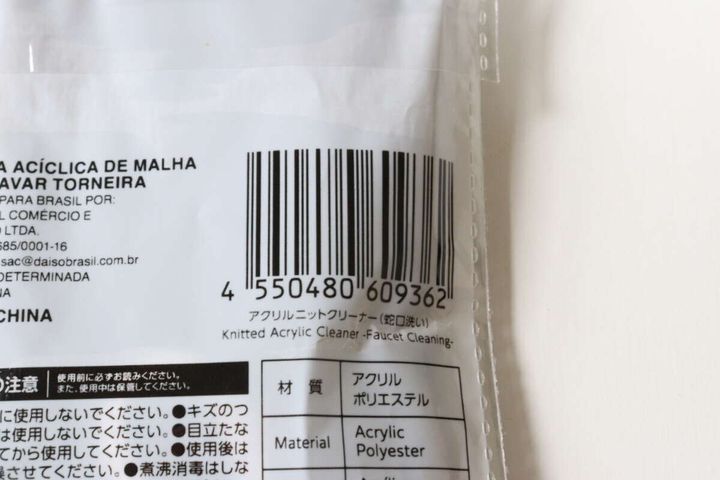 A ACÍCLICA DE MALHA
AVAR TORNEIRA
PARA BRASIL POR:
L COMÉRCIO E
LTDA.
685/0001-16
sac@daisobrasil.com.br
DETERMINADA
NA
CHINA
4 550480 609362
アクリルニットクリーナー(蛇口洗い)
Knitted Acrylic Cleaner -Faucet Cleaning-
の注意
使用前に必ずお読みください。
また、使用中は保管してください。
に使用しないでください。●キズのつ
は使用しないでください。●目立たな
てから使用してください。●使用後は
させてください。●煮沸消毒はしな
材質
アクリル
ポリエステル
Material
Acrylic
Polyester